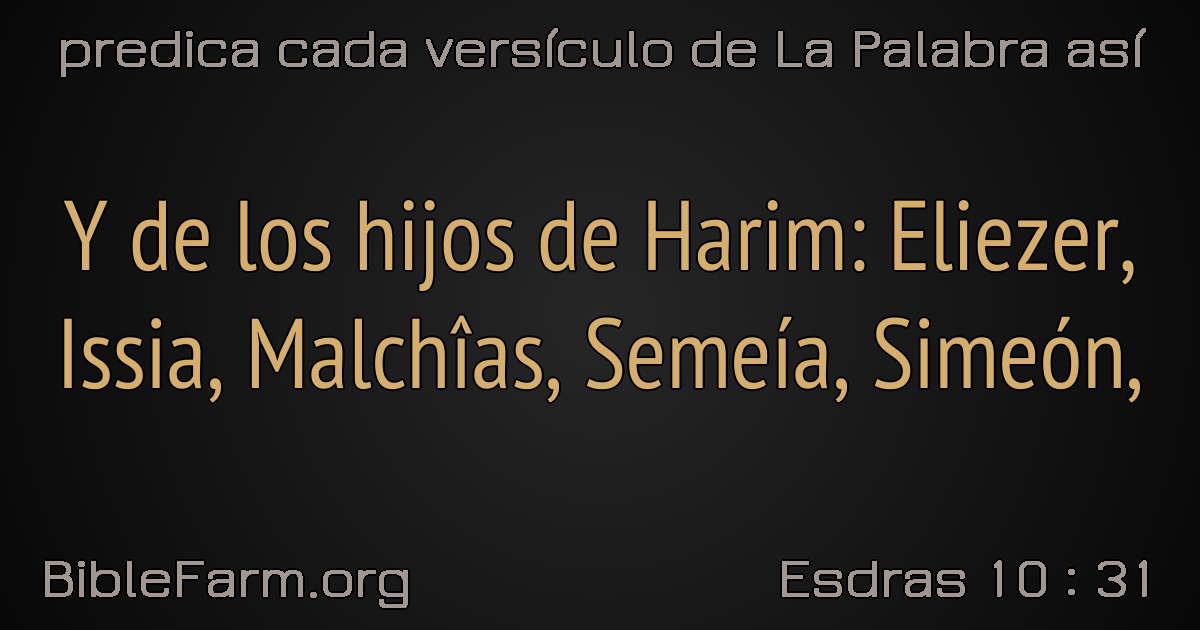 predica cada versículo de La Palabra así
Y de los hijos de Harim: Eliezer,
Issia, Malchîas, Semeía, Simeón,
BibleFarm.org
Esdras 10 : 31